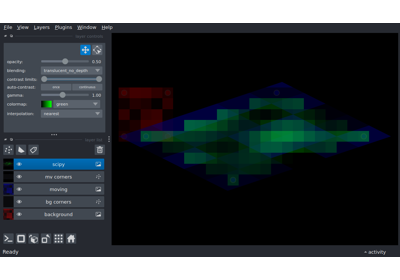 File View Layers Plugins Window Help
opacity: 0.50
blending: translucent_no_depth
contrast limits:
auto-contrast: once continuous
gamma: 1.00
colormap: green
interpolation: nearest
scipy
mv corners
moving
bg corners
background
Ready
activity